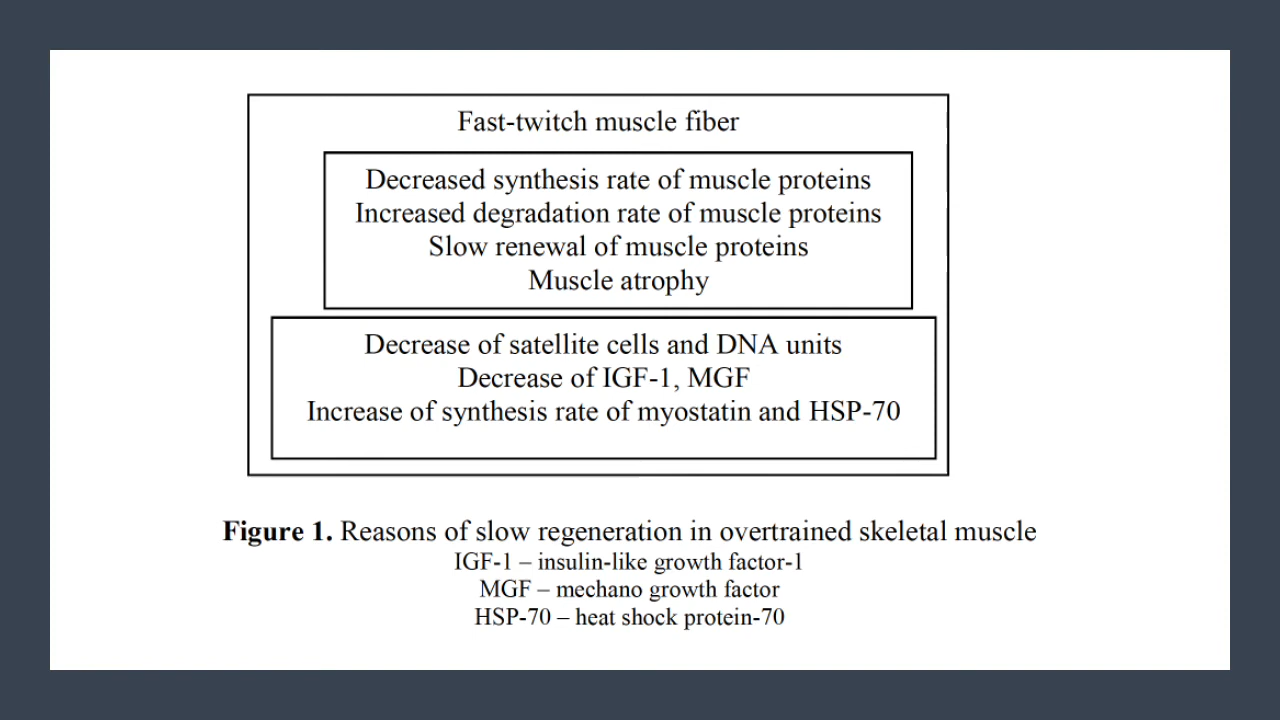 Fast-twitch muscle fiber
Decreased synthesis rate of muscle proteins
Increased degradation rate of muscle proteins
Slow renewal of muscle proteins
Muscle atrophy
Decrease of satellite cells and DNA units
Decrease of IGF-1, MGF
Increase of synthesis rate of myostatin and HSP-70
Figure 1. Reasons of slow regeneration in overtrained skeletal muscle
IGF-1 – insulin-like growth factor-1
MGF – mechano growth factor
HSP-70 – heat shock protein-70